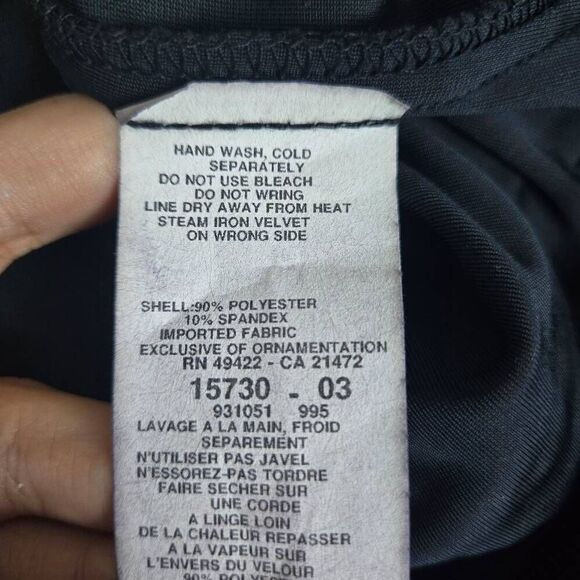 HAND WASH, COLD
SEPARATELY
DO NOT USE BLEACH
DO NOT WRING
LINE DRY AWAY FROM HEAT
STEAM IRON VELVET
ON WRONG SIDE
SHELL:90% POLYESTER
10% SPANDEX
IMPORTED FABRIC
EXCLUSIVE OF ORNAMENTATION
RN 49422 - CA 21472
15730 - 03
931051 995
LAVAGE A LA MAIN, FROID
SEPAREMENT
N'UTILISER PAS JAVEL
N'ESSOREZ-PAS TORDRE
FAIRE SECHER SUR
UNE CORDE
A LINGE LOIN
DE LA CHALEUR REPASSER
A LA VAPEUR SUR
L'ENVERS DU VELOUR